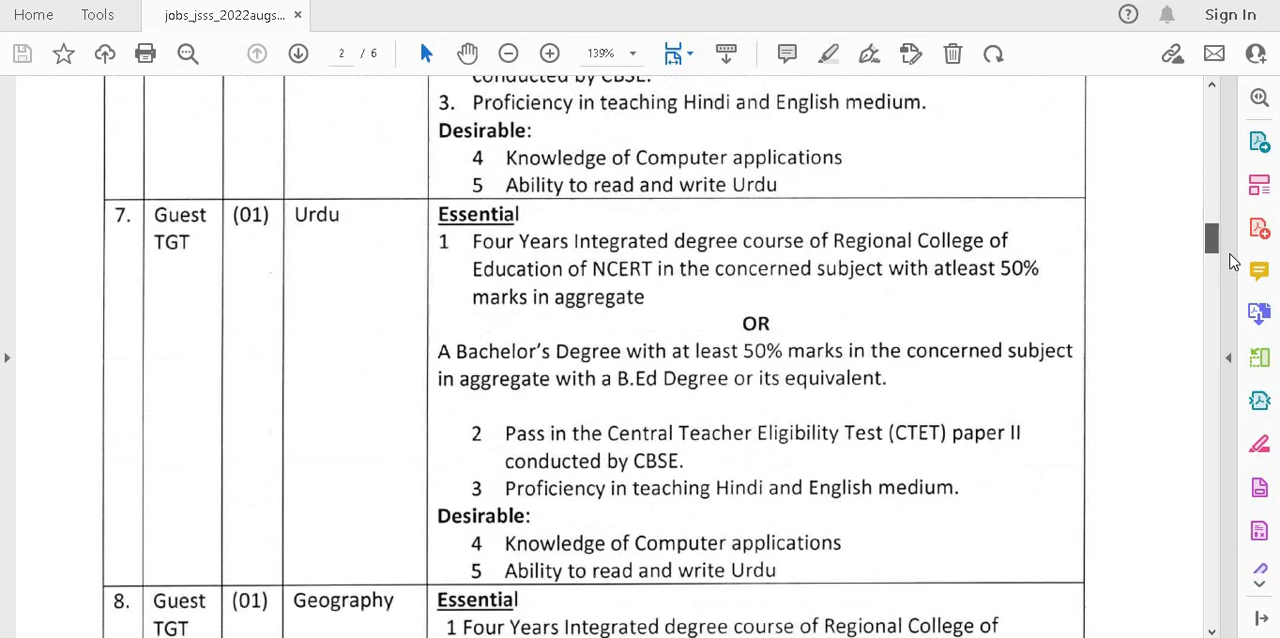 Home Tools jobs_jsss_2022augs... × Sign In
2 / 6 139%
conducted by CBSE.
3. Proficiency in teaching Hindi and English medium.
Desirable:
4 Knowledge of Computer applications
5 Ability to read and write Urdu
7. Guest (01) Urdu Essential
TGT 1 Four Years Integrated degree course of Regional College of
Education of NCERT in the concerned subject with atleast 50%
marks in aggregate
OR
A Bachelor's Degree with at least 50% marks in the concerned subject
in aggregate with a B.Ed Degree or its equivalent.
2 Pass in the Central Teacher Eligibility Test (CTET) paper II
conducted by CBSE.
3 Proficiency in teaching Hindi and English medium.
Desirable:
4 Knowledge of Computer applications
5 Ability to read and write Urdu
8. Guest (01) Geography Essential
TGT 1 Four Years Integrated degree course of Regional College of